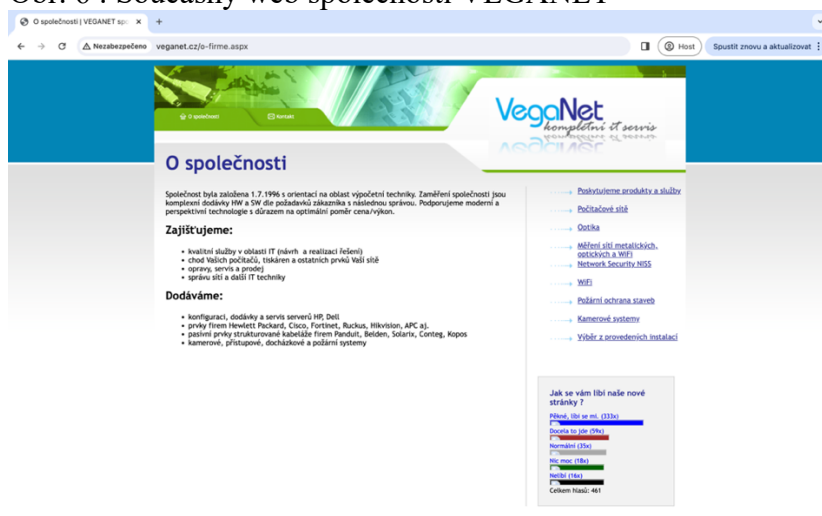 Obr. 6 . Současný web společnosti VEGANET
O společnosti | VEGANET spo
Nezabezpečeno veganet.cz/o-firme.aspx
Host
Spustit znovu a aktualizovat
O společnosti
Kontakt
VegaNet
kompletní it servis
O společnosti
Společnost byla založena 1.7.1996 s orientací na oblast výpočetní techniky. Zaměření společnosti jsou
komplexní dodávky HW a SW dle požadavků zákazníka s následnou správou. Podporujeme moderní a
perspektivní technologie s důrazem na optimální poměr cena/výkon.
Zajišťujeme:
• kvalitní služby v oblasti IT (návrh a realizaci řešení)
• chod Vašich počítačů, tiskáren a ostatních prvků Vaší sítě
• opravy, servis a prodej
• správu sítí a další IT techniky
Dodáváme:
• konfiguraci, dodávky a servis serverů HP, Dell
• prvky firem Hewlett Packard, Cisco, Fortinet, Ruckus, Hikvision, APC aj.
• pasivní prvky strukturované kabeláže firem Panduit, Belden, Solarix, Conteg, Kopos
• kamerové, přístupové, docházkové a požární systemy
Poskytujeme produkty a služby
Počítačové sítě
Optika
Měření sítí metalických,
optických a WiFi
Network Security NISS
WiFi
Požární ochrana staveb
Kamerové systemy
Výběr z provedených instalací
Jak se vám líbí naše nové
stránky ?
Pěkné, líbí se mi. (333x)
Docela to jde (59x)
Normální (35x)
Nic moc (18x)
Nelíbí (16x)
Celkem hlasů: 461